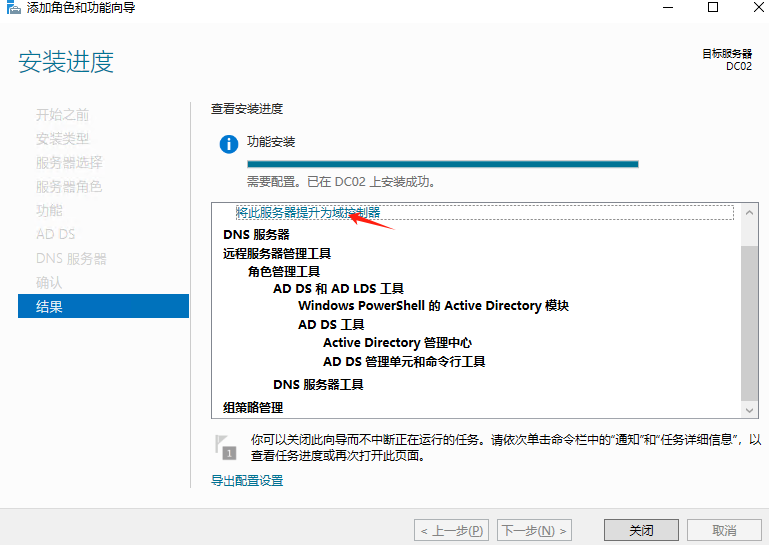 添加角色和功能向导
安装进度
目标服务器
DC02
开始之前
安装类型
服务器选择
服务器角色
功能
AD DS
DNS 服务器
确认
结果
查看安装进度
功能安装
需要配置。已在 DC02 上安装成功。
将此服务器提升为域控制器
DNS 服务器
远程服务器管理工具
角色管理工具
AD DS 和 AD LDS 工具
Windows PowerShell 的 Active Directory 模块
AD DS 工具
Active Directory 管理中心
AD DS 管理单元和命令行工具
DNS 服务器工具
组策略管理
1
你可以关闭此向导而不中断正在运行的任务。请依次单击命令栏中的“通知”和“任务详细信息”，以
查看任务进度或再次打开此页面。
导出配置设置
< 上一步(P)
下一步(N) >
关闭
取消